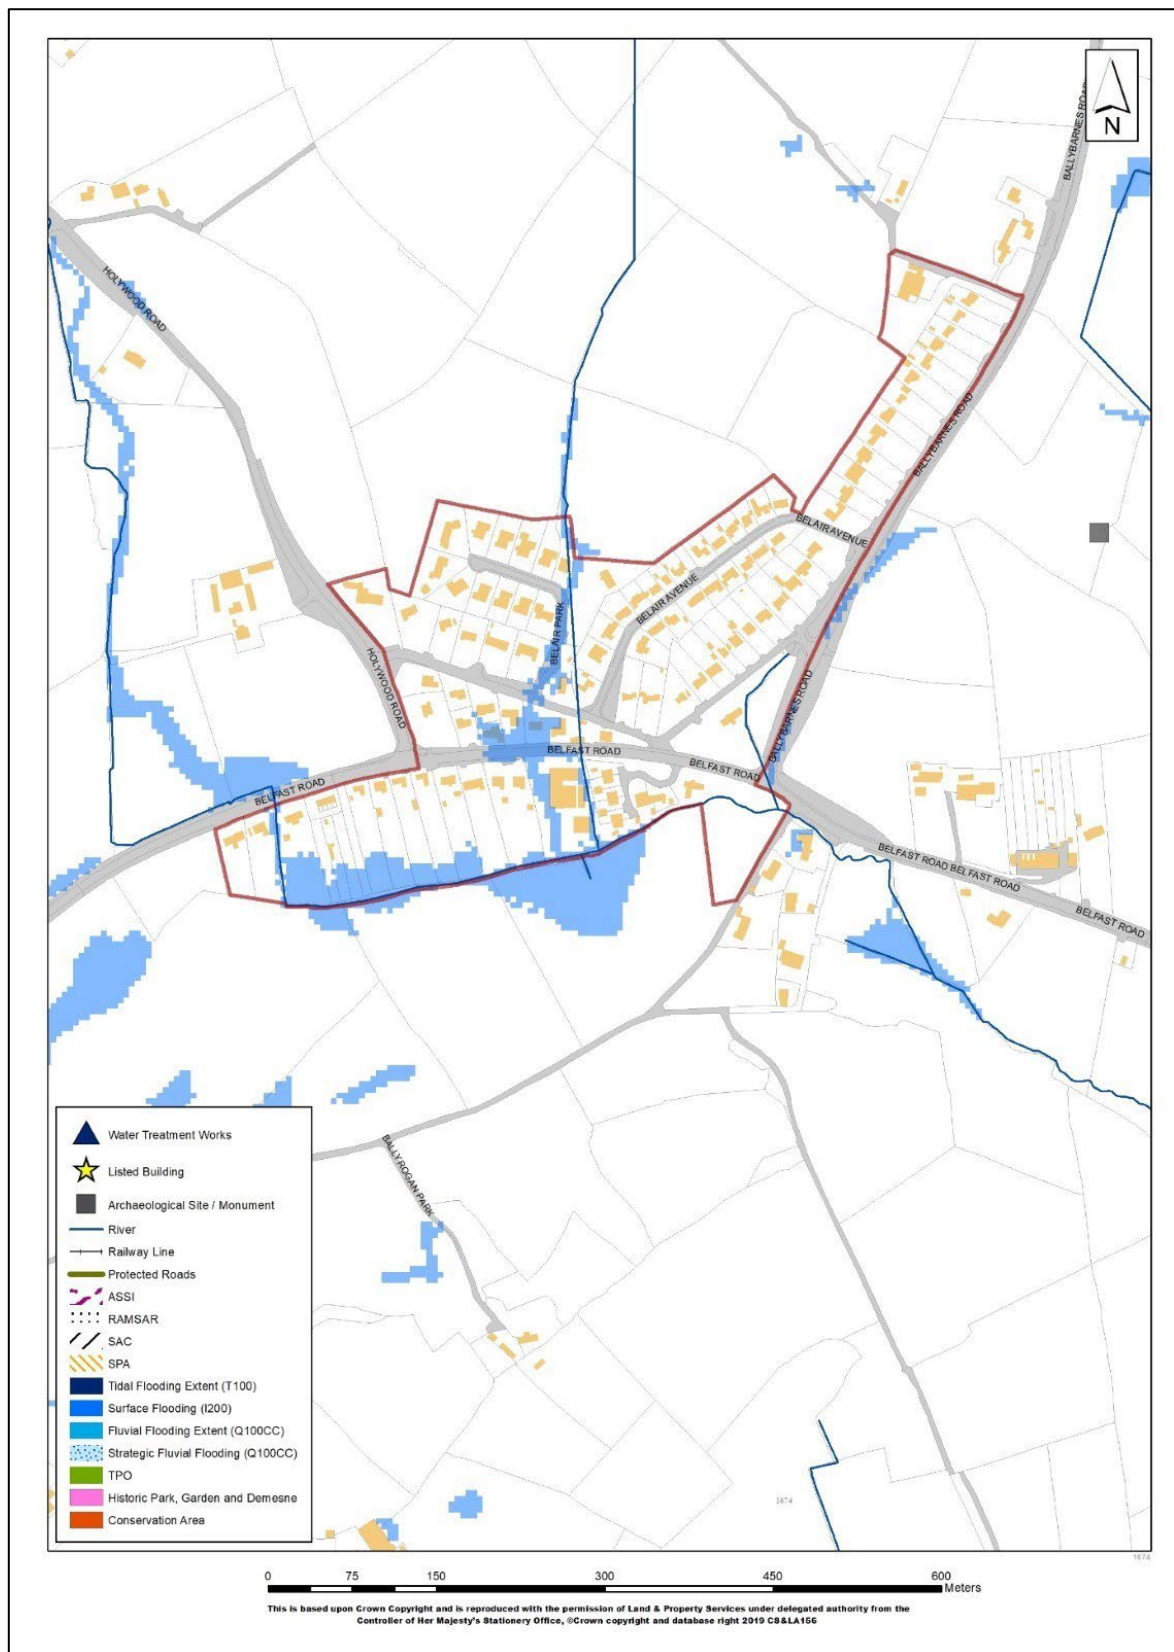 N
BALLYBARNES ROAD
HOLYWOOD ROAD
BALLYBARNES ROAD
BELAIR AVENUE
BELAIR AVENUE
BELAIR PARK
HOLYWOOD ROAD
BALLYBARNES ROAD
BELFAST ROAD
BELFAST ROAD
BELFAST ROAD
BELFAST ROAD BELFAST ROAD
BELFAST ROAD
BALLYROGAN PARK
Water Treatment Works
Listed Building
Archaeological Site / Monument
River
Railway Line
Protected Roads
ASSI
RAMSAR
SAC
SPA
Tidal Flooding Extent (T100)
Surface Flooding (I200)
Fluvial Flooding Extent (Q100CC)
Strategic Fluvial Flooding (Q100CC)
TPO
Historic Park, Garden and Demesne
Conservation Area
1674
1674
0 75 150 300 450 600
Meters
This is based upon Crown Copyright and is reproduced with the permission of Land & Property Services under delegated authority from the
Controller of Her Majesty's Stationery Office, ©Crown copyright and database right 2019 CS&LA156